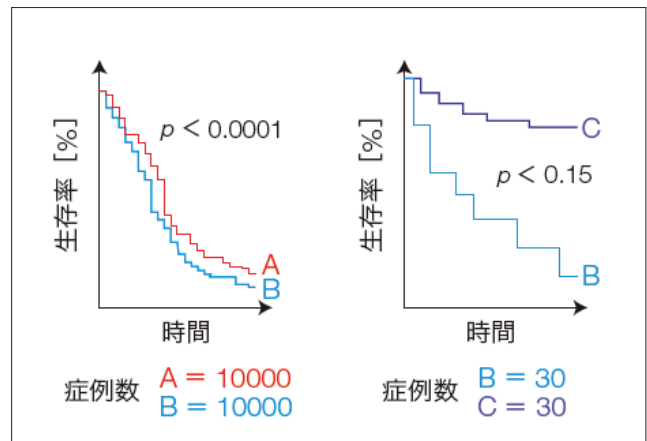 生存率 [%]
p < 0.0001
A
B
時間
症例数
A = 10000
B = 10000
生存率 [%]
C
p < 0.15
B
時間
症例数
B = 30
C = 30